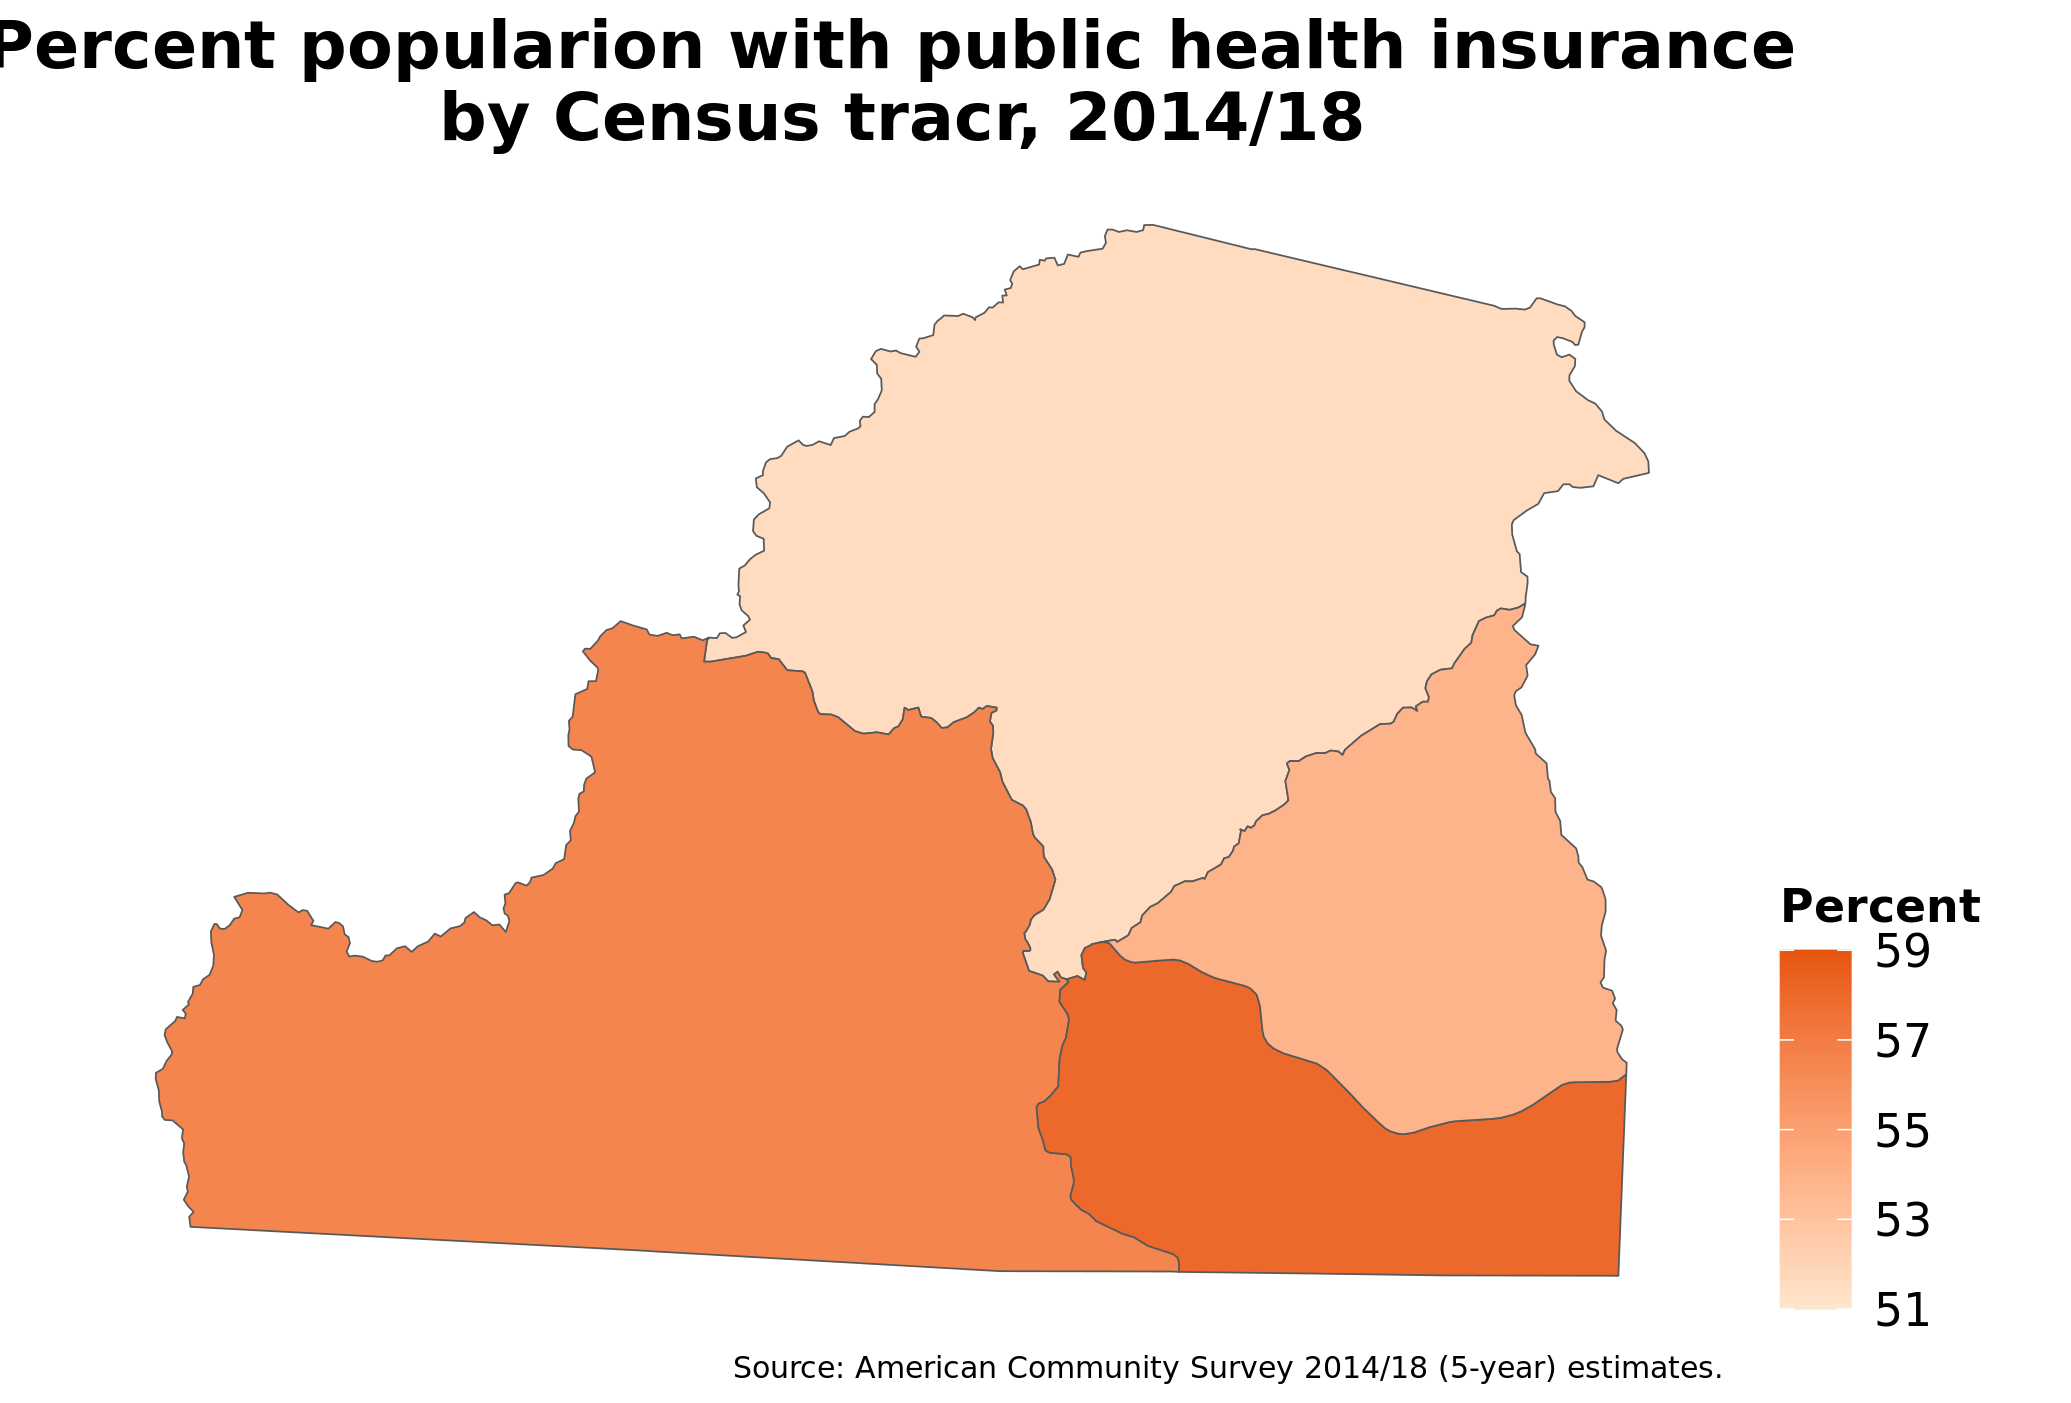 Percent popularion with public health insurance
by Census tracr, 2014/18
Percent
59
57
55
53
51
Source: American Community Survey 2014/18 (5-year) estimates.